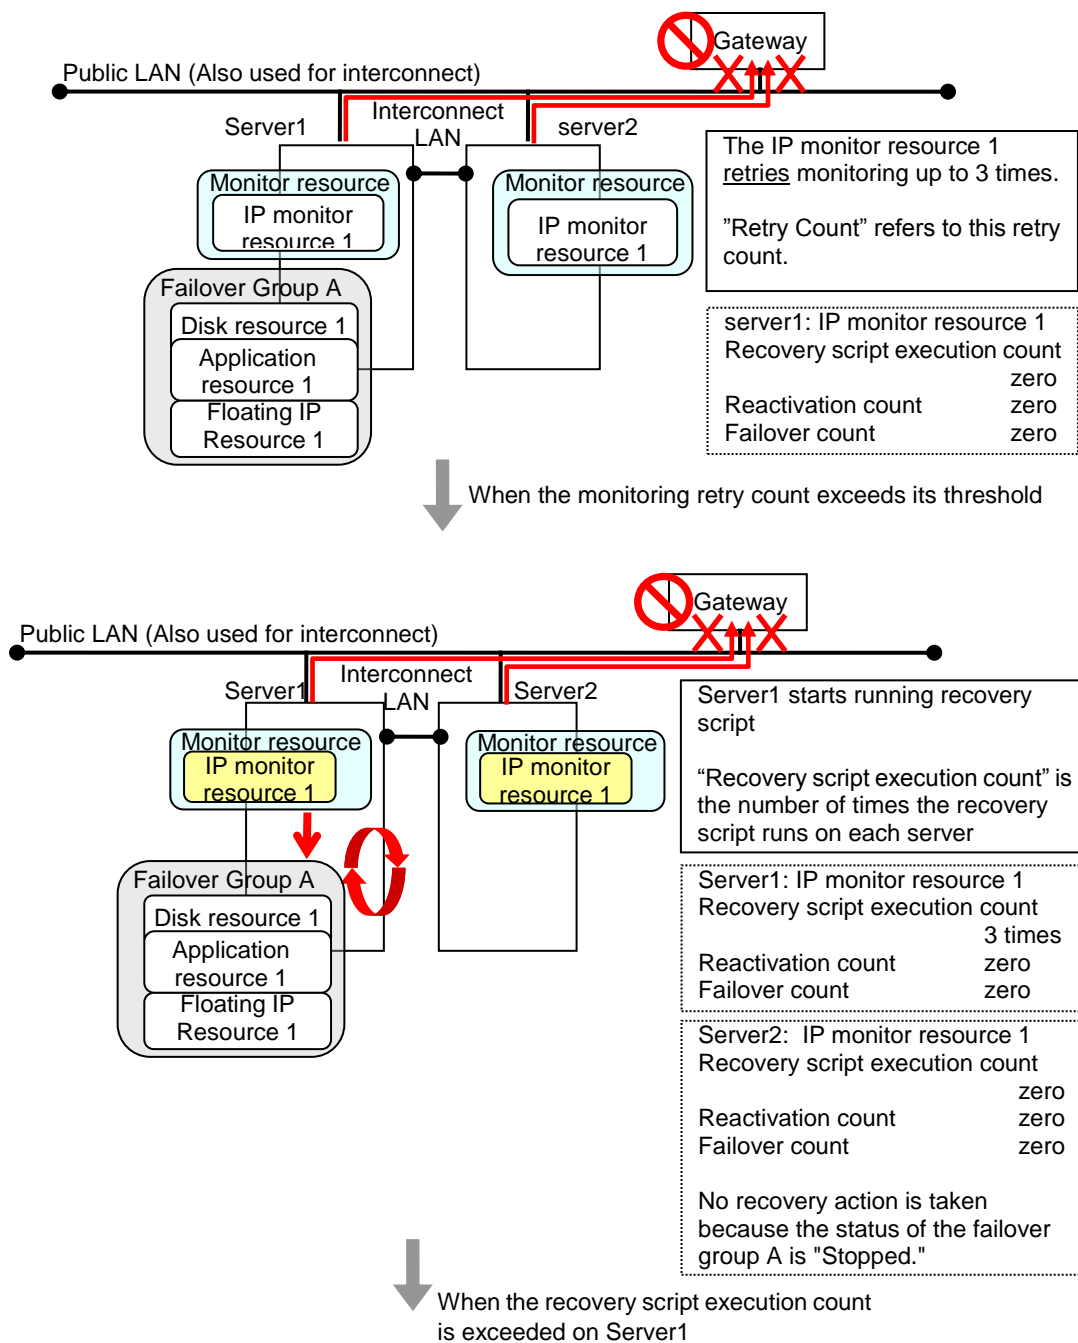 Gateway
Public LAN (Also used for interconnect)
Interconnect
LAN
Server1
server2
Monitor resource
IP monitor
resource 1
Monitor resource
IP monitor
resource 1
Failover Group A
Disk resource 1
Application
resource 1
Floating IP
Resource 1
The IP monitor resource 1
retries monitoring up to 3 times.
”Retry Count” refers to this retry
count.
server1: IP monitor resource 1
Recovery script execution count
zero
Reactivation count zero
Failover count zero
When the monitoring retry count exceeds its threshold
Gateway
Public LAN (Also used for interconnect)
Interconnect
LAN
Server1
Server2
Monitor resource
IP monitor
resource 1
Monitor resource
IP monitor
resource 1
Failover Group A
Disk resource 1
Application
resource 1
Floating IP
Resource 1
Server1 starts running recovery
script
“Recovery script execution count” is
the number of times the recovery
script runs on each server
Server1: IP monitor resource 1
Recovery script execution count
3 times
Reactivation count zero
Failover count zero
Server2: IP monitor resource 1
Recovery script execution count
zero
Reactivation count zero
Failover count zero
No recovery action is taken
because the status of the failover
group A is "Stopped."
When the recovery script execution count
is exceeded on Server1